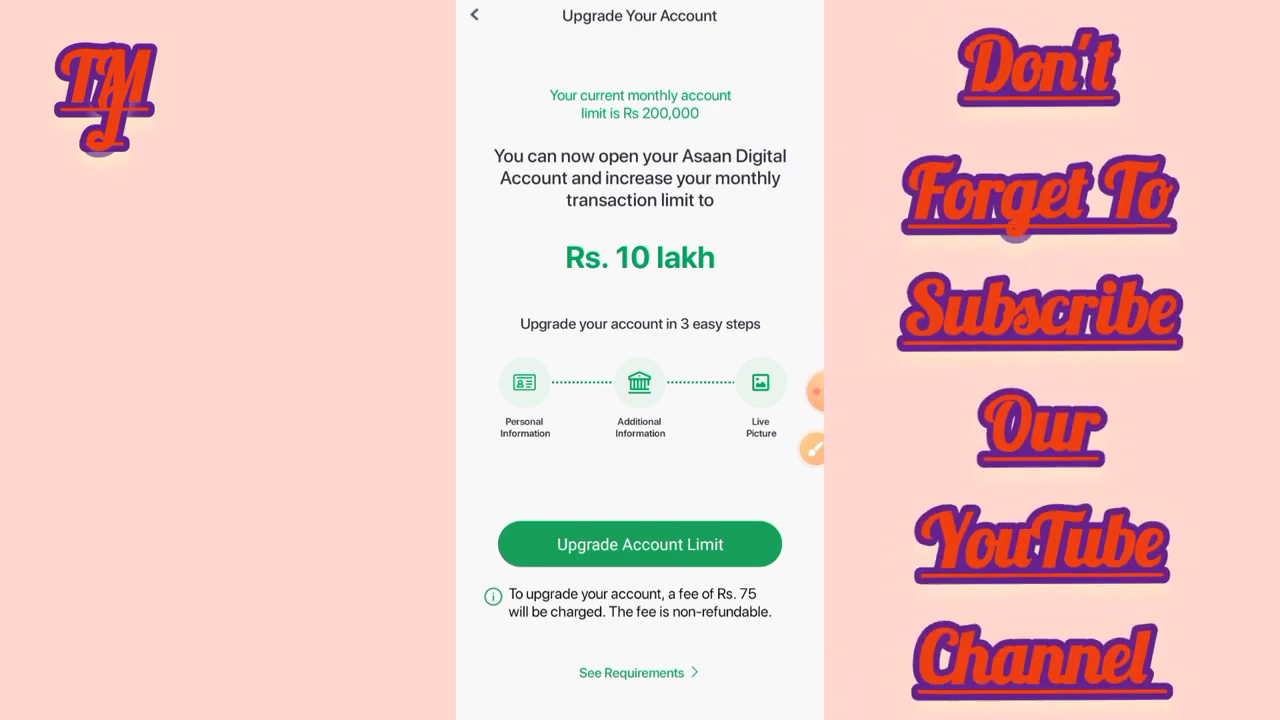 TM
J
Upgrade Your Account
Your current monthly account
limit is Rs 200,000
You can now open your Asaan Digital
Account and increase your monthly
transaction limit to
Rs. 10 lakh
Upgrade your account in 3 easy steps
Personal
Information
Additional
Information
Live
Picture
Upgrade Account Limit
To upgrade your account, a fee of Rs. 75
will be charged. The fee is non-refundable.
See Requirements
Don't
Forget To
Subscribe
Our
YouTube
Channel